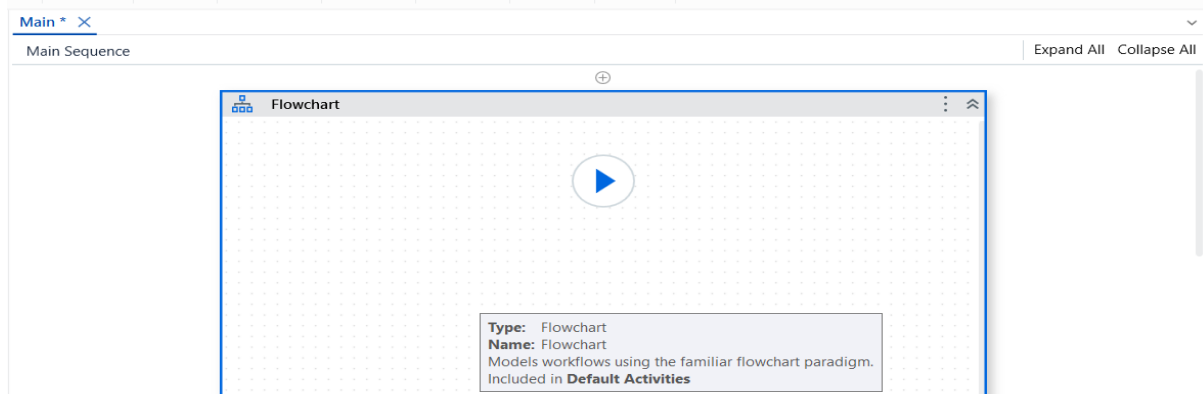 Main *
Main Sequence
Expand All Collapse All
Flowchart
Type: Flowchart
Name: Flowchart
Models workflows using the familiar flowchart paradigm.
Included in Default Activities